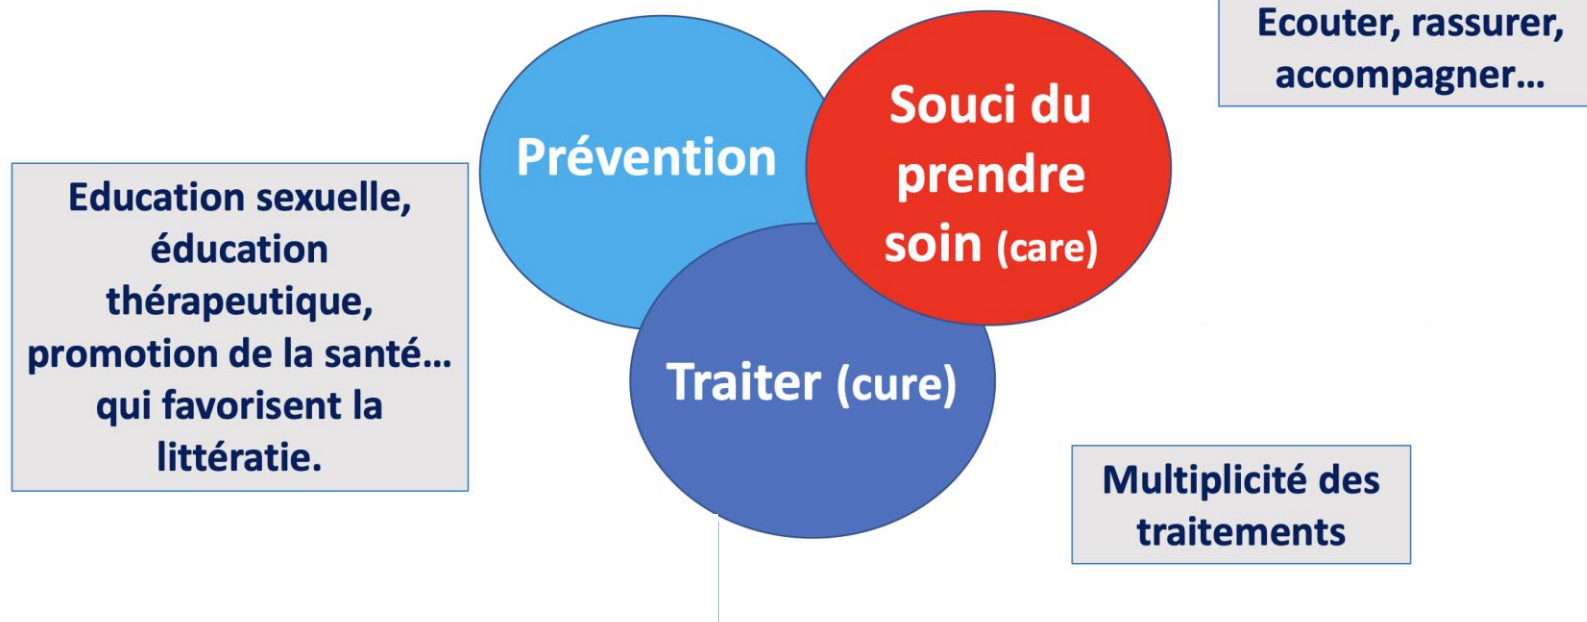 Ecouter, rassurer,
accompagner…
Souci du
prendre
soin (care)
Prévention
Education sexuelle,
éducation
thérapeutique,
promotion de la santé…
qui favorisent la
littératie.
Traiter (cure)
Multiplicité des
traitements